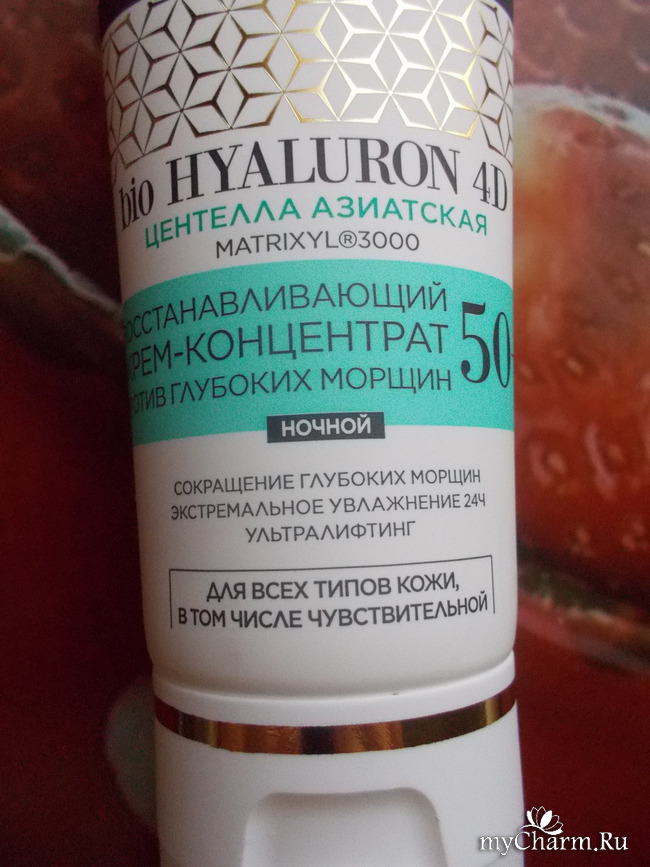 bio HYALURON 4D
ЦЕНТЕЛЛА АЗИАТСКАЯ
MATRIXYL®3000
ОССТАНАВЛИВАЮЩИЙ
КРЕМ-КОНЦЕНТРАТ 50+
ОТИВ ГЛУБОКИХ МОРЩИН
НОЧНОЙ
СОКРАЩЕНИЕ ГЛУБОКИХ МОРЩИН
ЭКСТРЕМАЛЬНОЕ УВЛАЖНЕНИЕ 24Ч
УЛЬТРАЛИФТИНГ
ДЛЯ ВСЕХ ТИПОВ КОЖИ,
В ТОМ ЧИСЛЕ ЧУВСТВИТЕЛЬНОЙ
myCharm.Ru